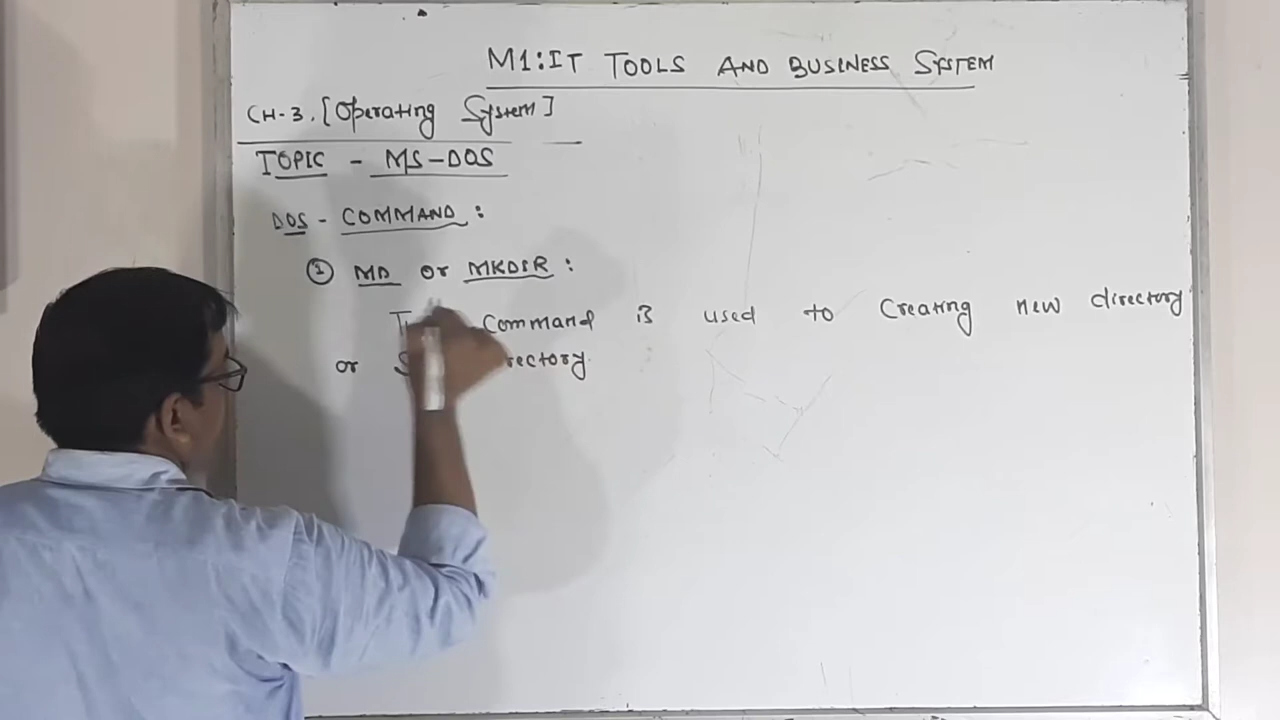 M1:IT TOOLS AND BUSINESS SYSTEM
CH-3. [Operating System]
TOPIC - MS-DOS
DOS - COMMAND :
① MD or MKDIR :
Command is used to Creating new directory
or